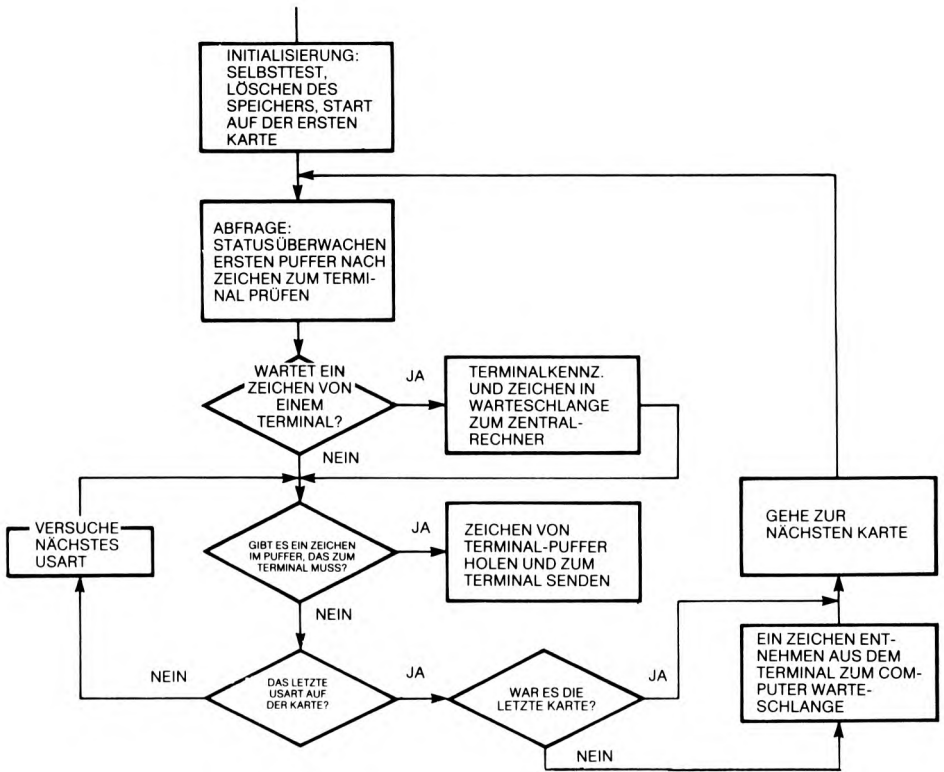 INITIALISIERUNG:
SELBSTTEST,
LÖSCHEN DES
SPEICHERS, START
AUF DER ERSTEN
KARTE
ABFRAGE:
STATUS ÜBERWACHEN
ERSTEN PUFFER NACH
ZEICHEN ZUM TERMI-
NAL PRÜFEN
WARTET EIN
ZEICHEN VON
EINEM
TERMINAL?
JA
TERMINALKENNZ.
UND ZEICHEN IN
WARTESCHLANGE
ZUM ZENTRAL-
RECHNER
NEIN
VERSUCHE
NÄCHSTES
USART
GIBT ES EIN ZEICHEN
IM PUFFER, DAS ZUM
TERMINAL MUSS?
JA
ZEICHEN VON
TERMINAL-PUFFER
HOLEN UND ZUM
TERMINAL SENDEN
GEHE ZUR
NÄCHSTEN KARTE
NEIN
NEIN
DAS LETZTE
USART AUF
DER KARTE?
JA
WAR ES DIE
LETZTE KARTE?
JA
EIN ZEICHEN ENT-
NEHMEN AUS DEM
TERMINAL ZUM COM-
PUTER WARTE-
SCHLANGE
NEIN